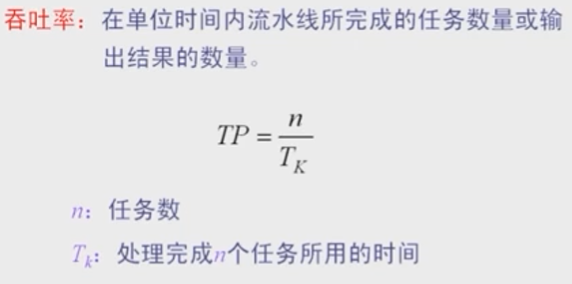 吞吐率：在单位时间内流水线所完成的任务数量或输
出结果的数量。
TP = n / T_K
n：任务数
T_k：处理完成n个任务所用的时间